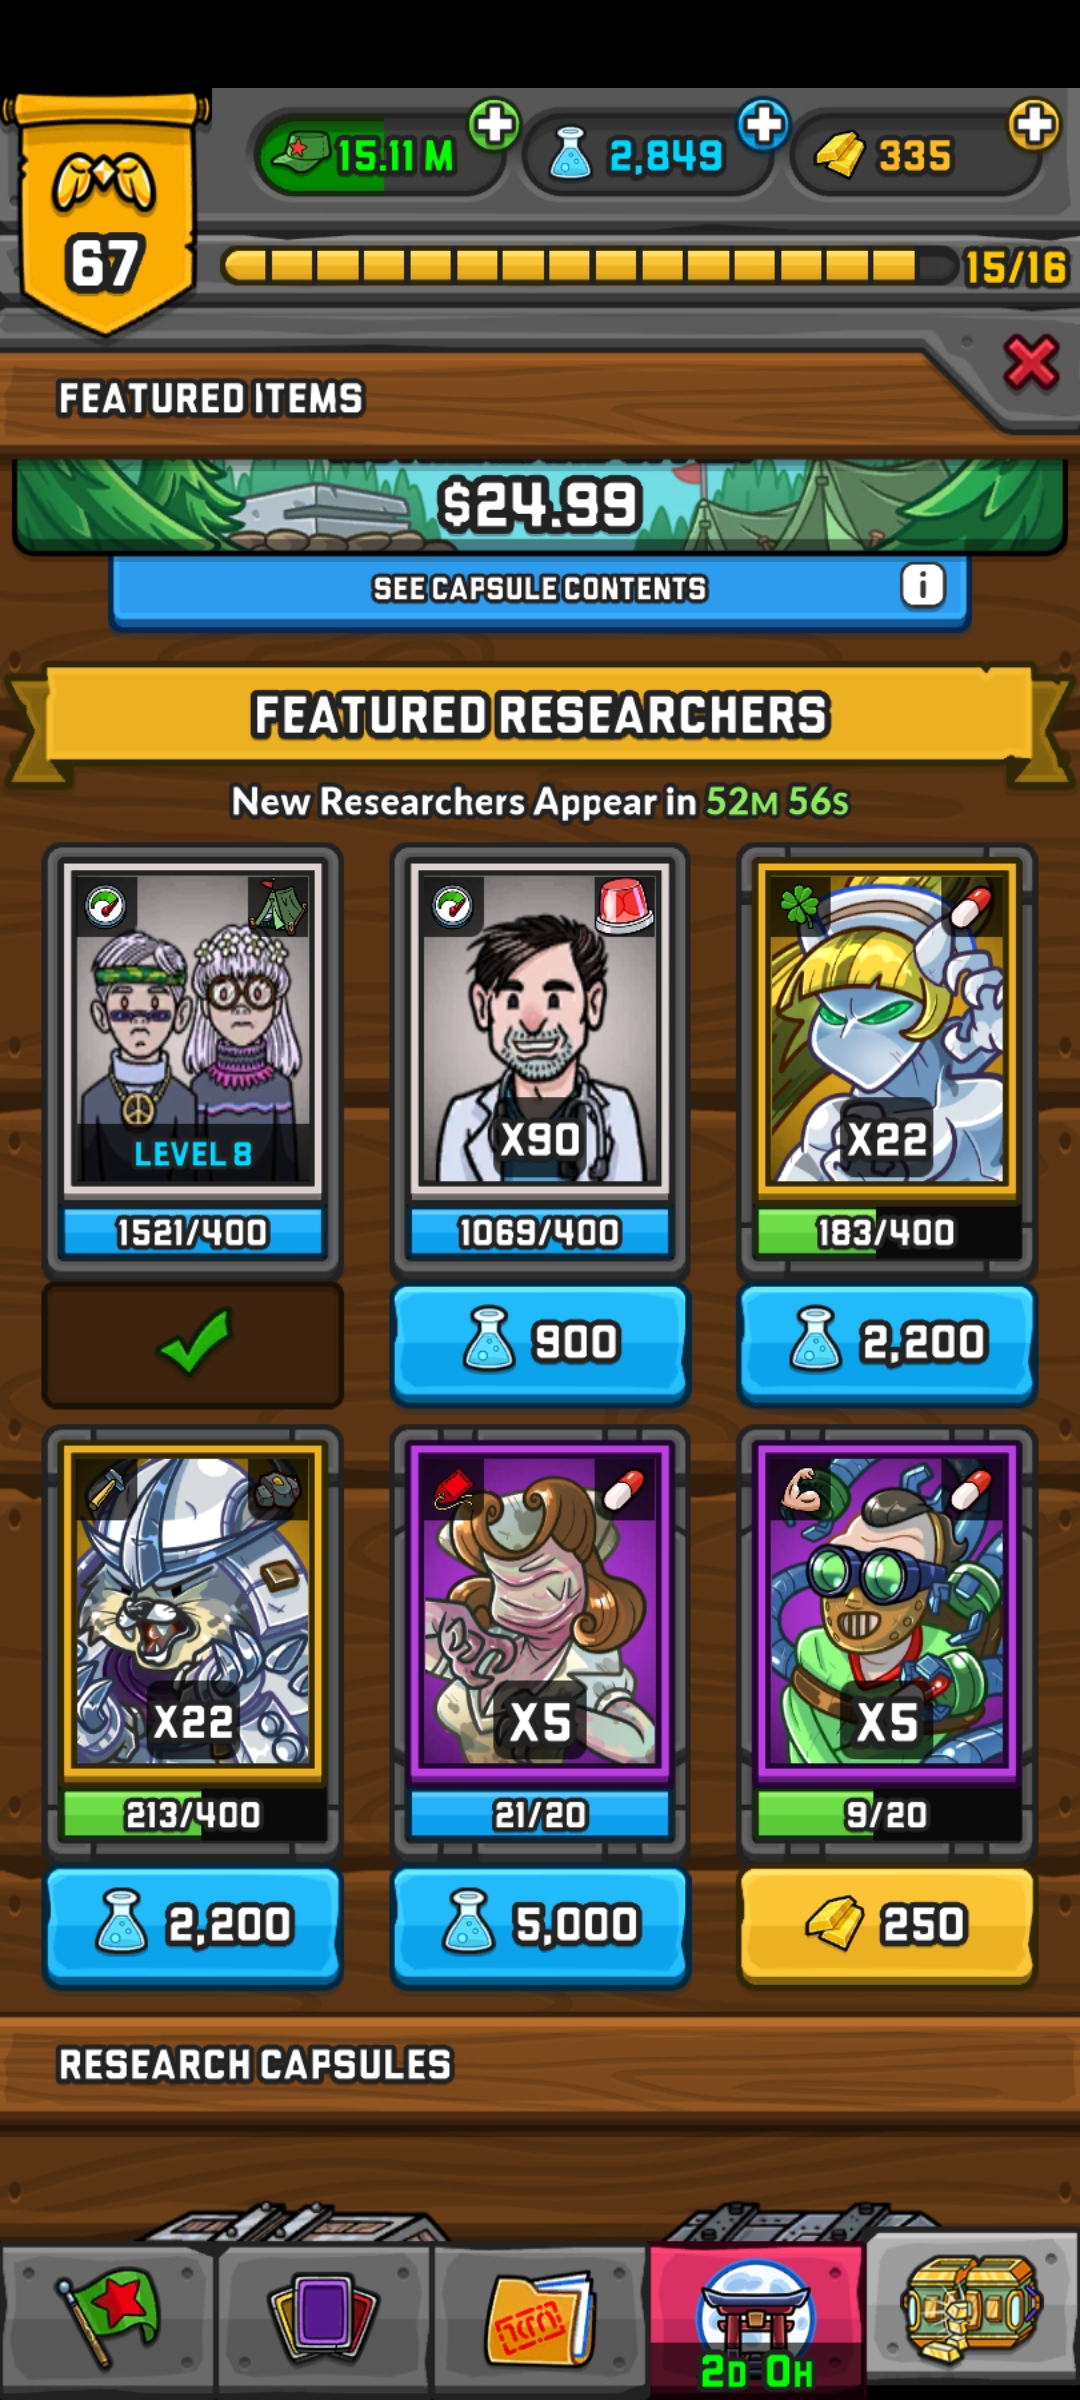 15.11 M
2,849
335
67
15/16
FEATURED ITEMS
$24.99
SEE CAPSULE CONTENTS
i
FEATURED RESEARCHERS
New Researchers Appear in 52M 56S
LEVEL 8
X90
X22
1521/400
1069/400
183/400
900
2,200
X22
X5
X5
213/400
21/20
9/20
2,200
5,000
250
RESEARCH CAPSULES
2D 0H